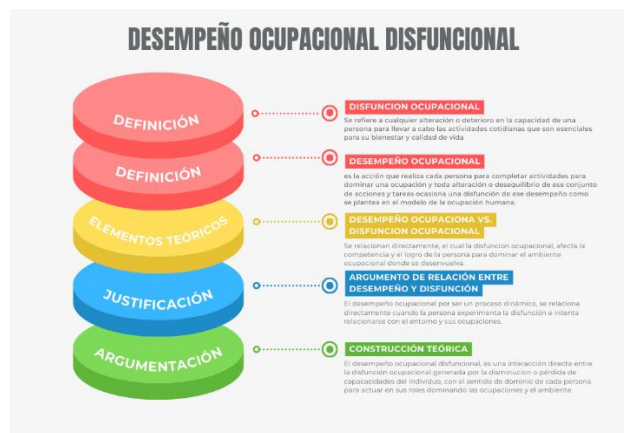 DESEMPEÑO OCUPACIONAL DISFUNCIONAL
DEFINICIÓN
DISFUNCION OCUPACIONAL
Se refiere a cualquier alteración o deterioro en la capacidad de una
persona para llevar a cabo las actividades cotidianas que son esenciales
para su bienestar y calidad de vida
DEFINICIÓN
DESEMPEÑO OCUPACIONAL
es la acción que realiza cada persona para completar actividades para
dominar una ocupación y toda alteración o desequilibrio de ese conjunto
de acciones y tareas ocasiona una disfunción de ese desempeño como
se plantea en el modelo de la ocupación humana.
ELEMENTOS TEÓRICOS
DESEMPEÑO OCUPACIONA VS.
DISFUNCION OCUPACIONAL
Se relacionan directamente, el cual la disfuncion ocupacional, afecta la
competencia y el logro de la persona para dominar el ambiente
ocupacional donde se desenvuelva.
JUSTIFICACIÓN
ARGUMENTO DE RELACIÓN ENTRE
DESEMPEÑO Y DISFUNCIÓN
El desempeño ocupacional por ser un proceso dinámico, se relaciona
directamente cuando la persona experimenta la disfunción e intenta
relacionarse con el entorno y sus ocupaciones.
ARGUMENTACIÓN
CONSTRUCCIÓN TEÓRICA
El desempeño ocupacional disfuncional, es una interacción directa entre
la disfunción ocupacional generada por la disminucion o pérdida de
capacacidades del individuo, con el sentido de dominio de cada persona
para actuar en sus roles dominando las ocupaciones y el ambiente.